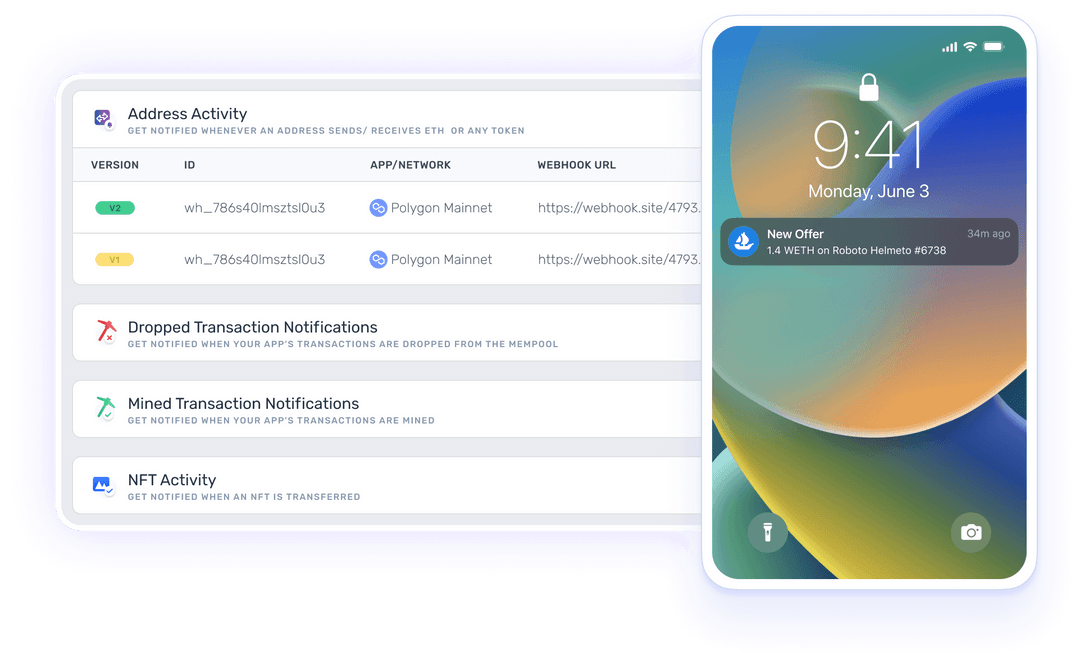 Address Activity
GET NOTIFIED WHENEVER AN ADDRESS SENDS/ RECEIVES ETH OR ANY TOKEN
VERSION ID APP/NETWORK WEBHOOK URL
V2 wh_786s40lmsztsl0u3 Polygon Mainnet https://webhook.site/4793.
V1 wh_786s40lmsztsl0u3 Polygon Mainnet https://webhook.site/4793.
Dropped Transaction Notifications
GET NOTIFIED WHEN YOUR APP'S TRANSACTIONS ARE DROPPED FROM THE MEMPOOL
Mined Transaction Notifications
GET NOTIFIED WHEN YOUR APP'S TRANSACTIONS ARE MINED
NFT Activity
GET NOTIFIED WHEN AN NFT IS TRANSFERRED
9:41
Monday, June 3
New Offer 34m ago
1.4 WETH on Roboto Helmeto #6738